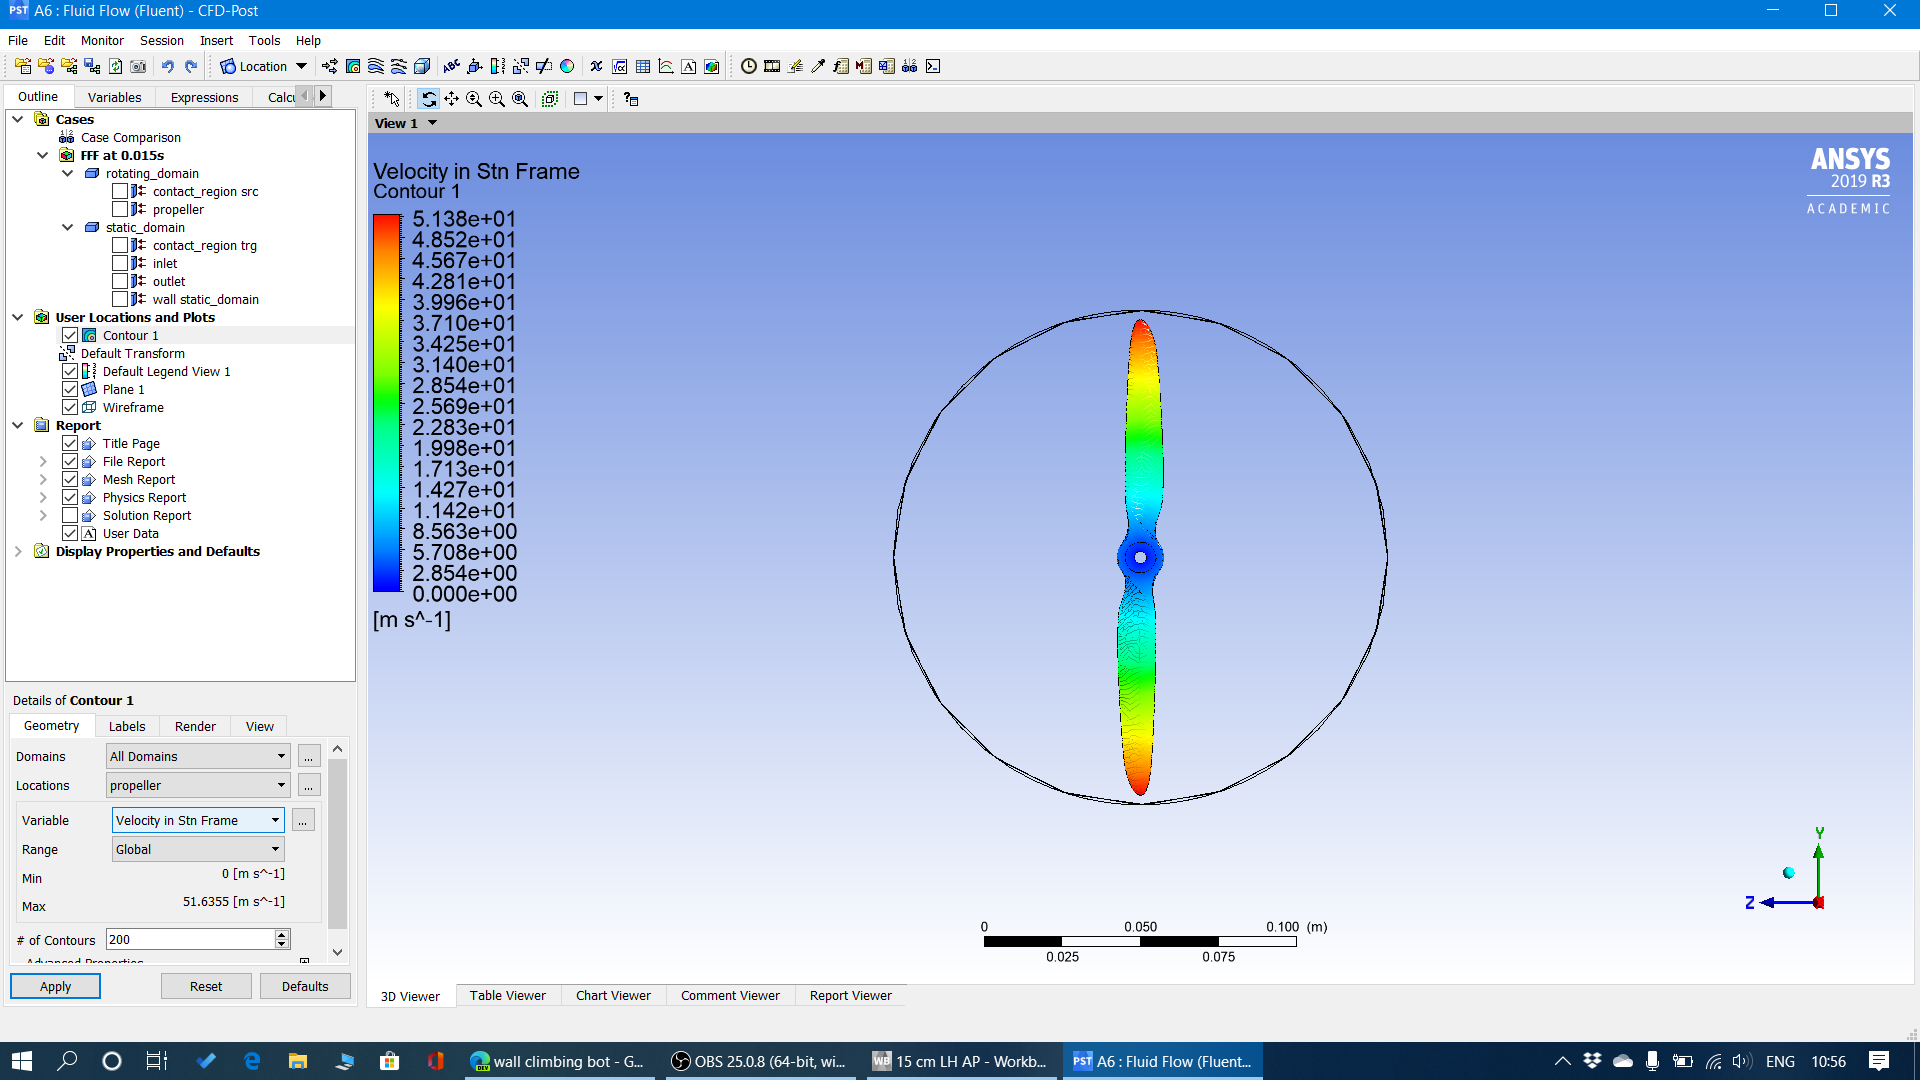 PST A6 : Fluid Flow (Fluent) - CFD-Post
File Edit Monitor Session Insert Tools Help
Location
Outline Variables Expressions Calcu
Cases
Case Comparison
FFF at 0.015s
rotating_domain
contact_region src
propeller
static_domain
contact_region trg
inlet
outlet
wall static_domain
User Locations and Plots
Contour 1
Default Transform
Default Legend View 1
Plane 1
Wireframe
Report
Title Page
File Report
Mesh Report
Physics Report
Solution Report
User Data
Display Properties and Defaults
Details of Contour 1
Geometry Labels Render View
Domains All Domains ...
Locations propeller ...
Variable Velocity in Stn Frame ...
Range Global
Min 0 [m s^-1]
Max 51.6355 [m s^-1]
# of Contours 200
Advanced Properties
Apply Reset Defaults
View 1
Velocity in Stn Frame
Contour 1
5.138e+01
4.852e+01
4.567e+01
4.281e+01
3.996e+01
3.710e+01
3.425e+01
3.140e+01
2.854e+01
2.569e+01
2.283e+01
1.998e+01
1.713e+01
1.427e+01
1.142e+01
8.563e+00
5.708e+00
2.854e+00
0.000e+00
[m s^-1]
ANSYS
2019 R3
ACADEMIC
Y
Z
0 0.050 0.100 (m)
0.025 0.075
3D Viewer Table Viewer Chart Viewer Comment Viewer Report Viewer
wall climbing bot - G... OBS 25.0.8 (64-bit, wi... WB 15 cm LH AP - Workb... PST A6 : Fluid Flow (Fluent... ENG 10:56